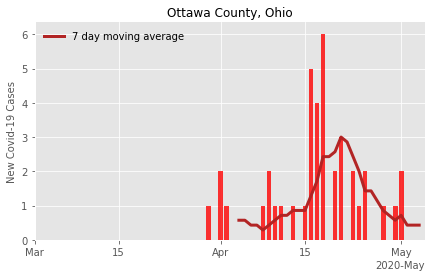 Ottawa County, Ohio
7 day moving average
New Covid-19 Cases
6
5
4
3
2
1
0
Mar 15 Apr 15 May
2020-May